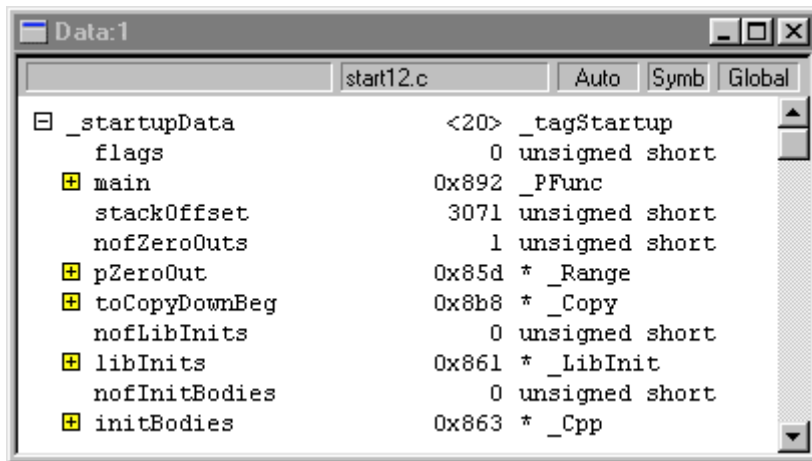 Data:1
start12.c Auto Symb Global
_startupData <20> _tagStartup
flags 0 unsigned short
main 0x892 _PFunc
stackOffset 3071 unsigned short
nofZeroOuts 1 unsigned short
pZeroOut 0x85d * _Range
toCopyDownBeg 0x8b8 * _Copy
nofLibInits 0 unsigned short
libInits 0x861 * _LibInit
nofInitBodies 0 unsigned short
initBodies 0x863 * _Cpp